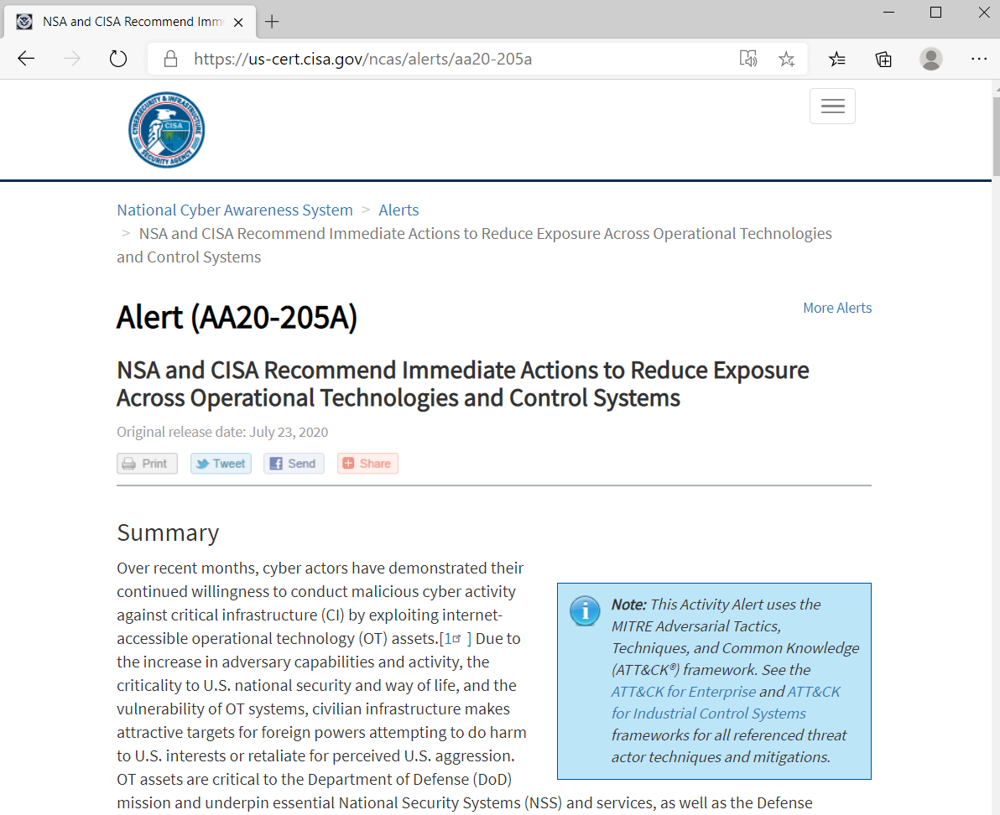 NSA and CISA Recommend Imm
https://us-cert.cisa.gov/ncas/alerts/aa20-205a
CYBERSECURITY & INFRASTRUCTURE
CISA
SECURITY AGENCY
National Cyber Awareness System > Alerts
> NSA and CISA Recommend Immediate Actions to Reduce Exposure Across Operational Technologies
and Control Systems
Alert (AA20-205A)
More Alerts
NSA and CISA Recommend Immediate Actions to Reduce Exposure
Across Operational Technologies and Control Systems
Original release date: July 23, 2020
Print Tweet Send Share
Summary
Over recent months, cyber actors have demonstrated their
continued willingness to conduct malicious cyber activity
against critical infrastructure (CI) by exploiting internet-
accessible operational technology (OT) assets.[1 ] Due to
the increase in adversary capabilities and activity, the
criticality to U.S. national security and way of life, and the
vulnerability of OT systems, civilian infrastructure makes
attractive targets for foreign powers attempting to do harm
to U.S. interests or retaliate for perceived U.S. aggression.
OT assets are critical to the Department of Defense (DoD)
mission and underpin essential National Security Systems (NSS) and services, as well as the Defense
Note: This Activity Alert uses the
MITRE Adversarial Tactics,
Techniques, and Common Knowledge
(ATT&CK®) framework. See the
ATT&CK for Enterprise and ATT&CK
for Industrial Control Systems
frameworks for all referenced threat
actor techniques and mitigations.